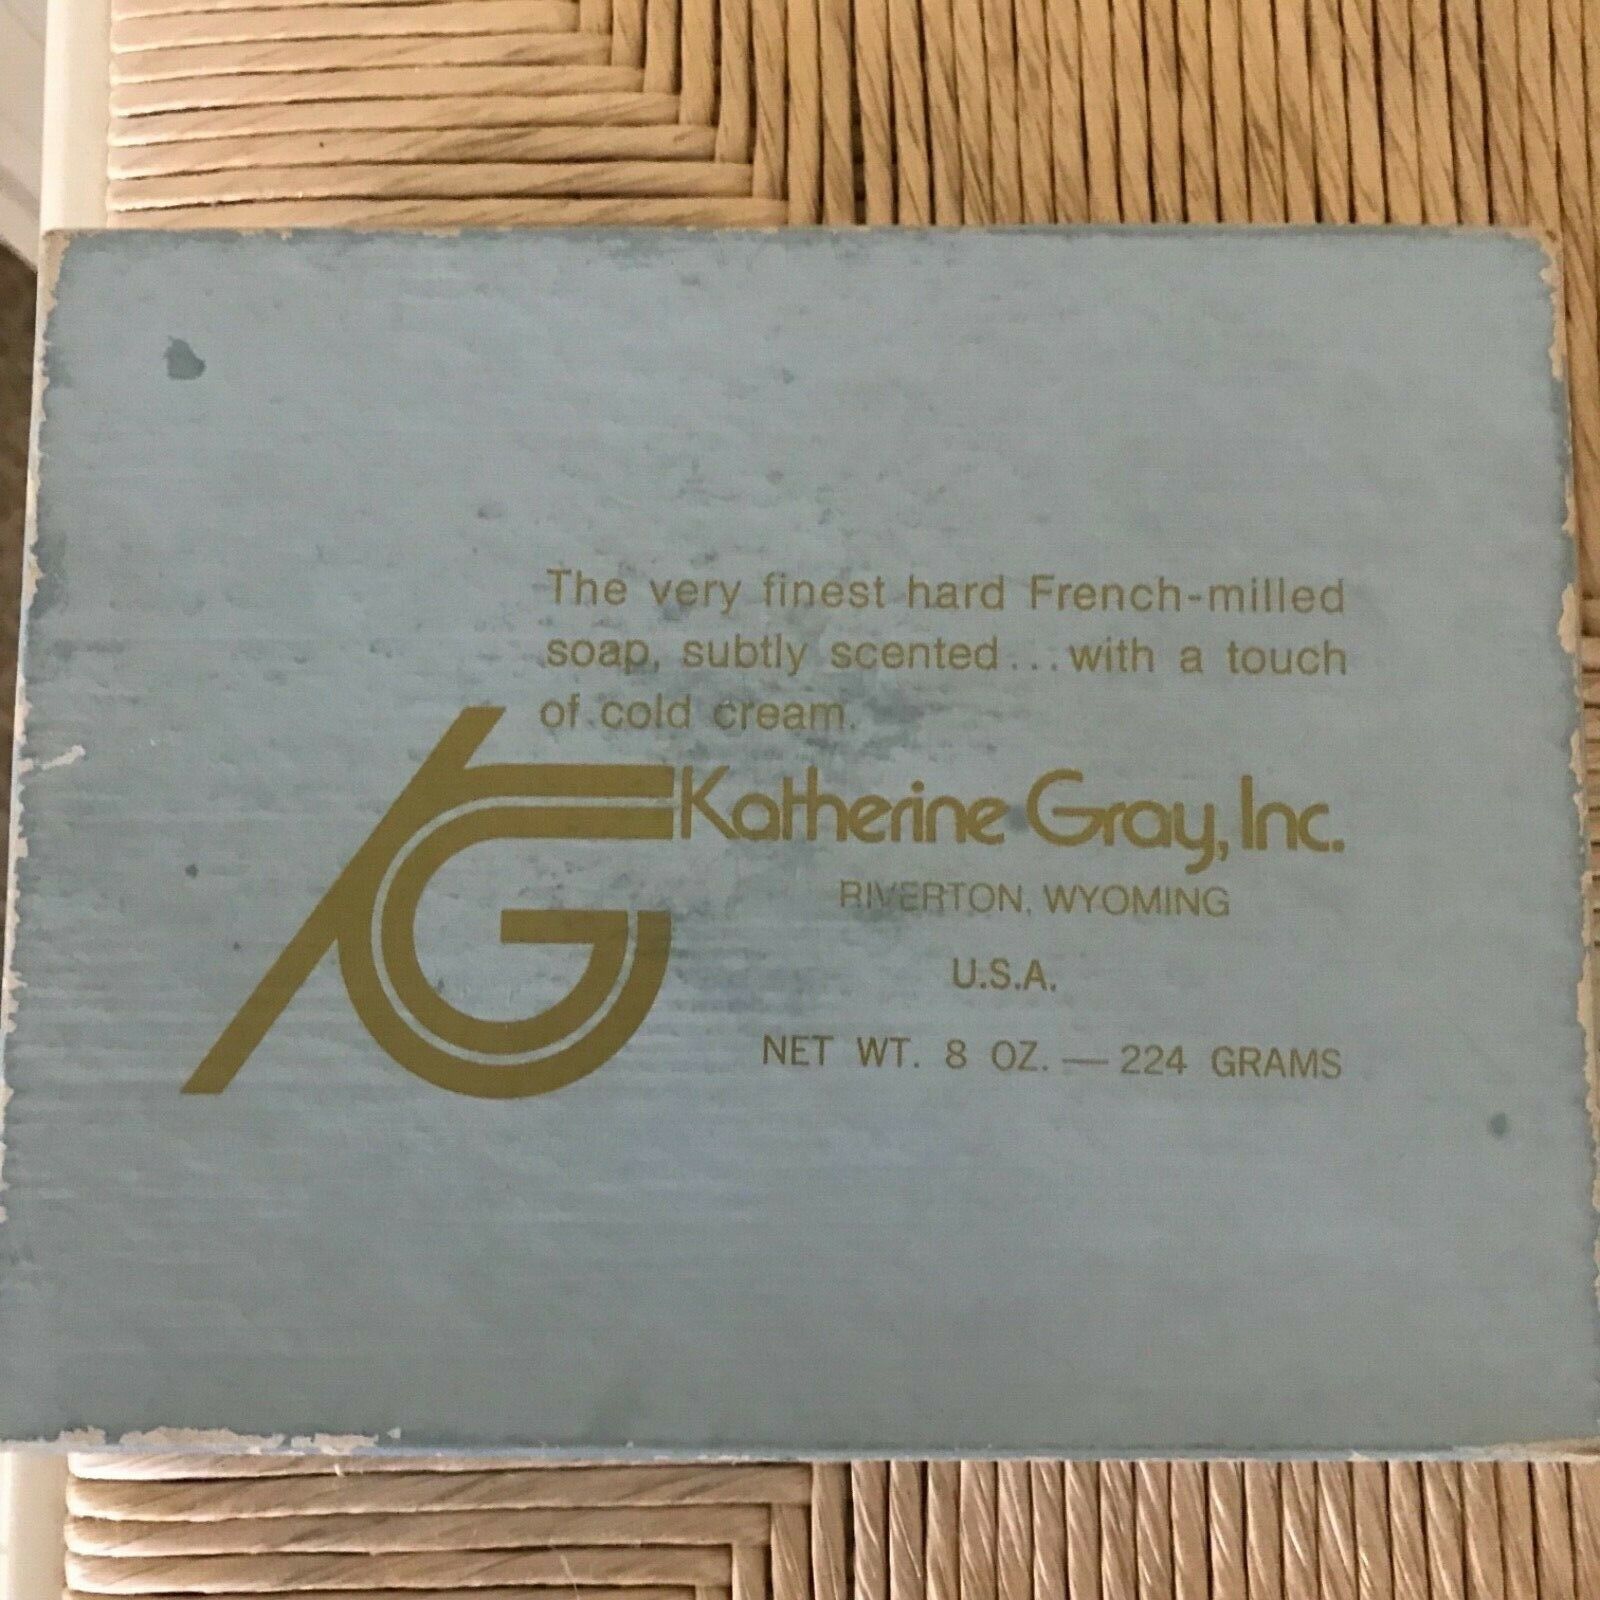 The very finest hard French-milled
soap, subtly scented...with a touch
of cold cream.
KG Katherine Gray, Inc.
RIVERTON, WYOMING
U.S.A.
NET WT. 8 OZ. — 224 GRAMS